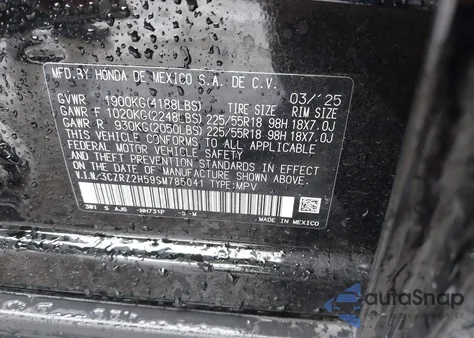 MFD.BY HONDA DE MEXICO S.A. DE C.V.
03/'25
GVWR 1900KG(4188LBS) TIRE SIZE RIM SIZE
GAWR F 1020KG(2248LBS) 225/55R18 98H 18X7.0J
GAWR R 930KG(2050LBS) 225/55R18 98H 18X7.0J
THIS VEHICLE CONFORMS TO ALL APPLICABLE
FEDERAL MOTOR VEHICLE SAFETY AND
THEFT PREVENTION STANDARDS IN EFFECT
ON THE DATE OF MANUFACTURE SHOWN ABOVE.
V.I.N.:3CZRZ2H59SM785041 TYPE:MPV
3W1 S AJ6 -NH731P -S-M
MADE IN MEXICO
autoSnap